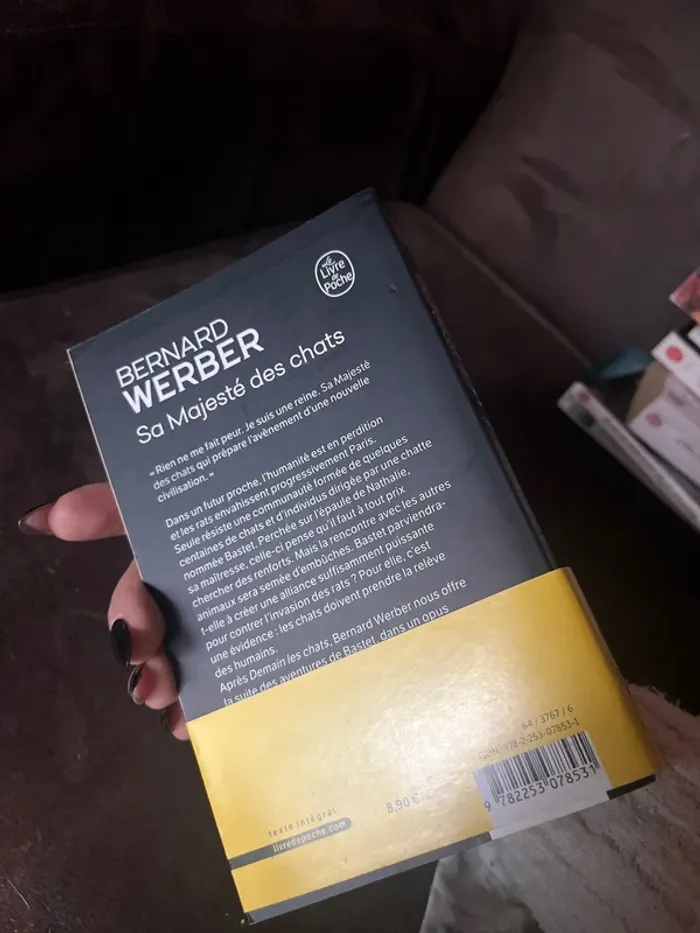 Le
Livre
de
Poche
BERNARD
WERBER
Sa Majesté des chats
« Rien ne me fait peur. Je suis une reine. Sa Majesté
des chats qui prépare l'avènement d'une nouvelle
civilisation. »
Dans un futur proche, l'humanité est en perdition
et les rats envahissent progressivement Paris.
Seule résiste une communauté formée de quelques
centaines de chats et d'individus dirigée par une chatte
nommée Bastet. Perchée sur l'épaule de Nathalie,
sa maîtresse, celle-ci pense qu'il faut à tout prix
chercher des renforts. Mais la rencontre avec les autres
animaux sera semée d'embûches. Bastet parviendra-
t-elle à créer une alliance suffisamment puissante
pour contrer l'invasion des rats ? Pour elle, c'est
une évidence : les chats doivent prendre la relève
des humains.
Après Demain les chats, Bernard Werber nous offre
la suite des aventures de Bastet, dans un opus
64 / 3767 / 6
ISBN 978-2-253-07853-1
8,90 €
texte intégral
livredepoche.com
9 782253 078531